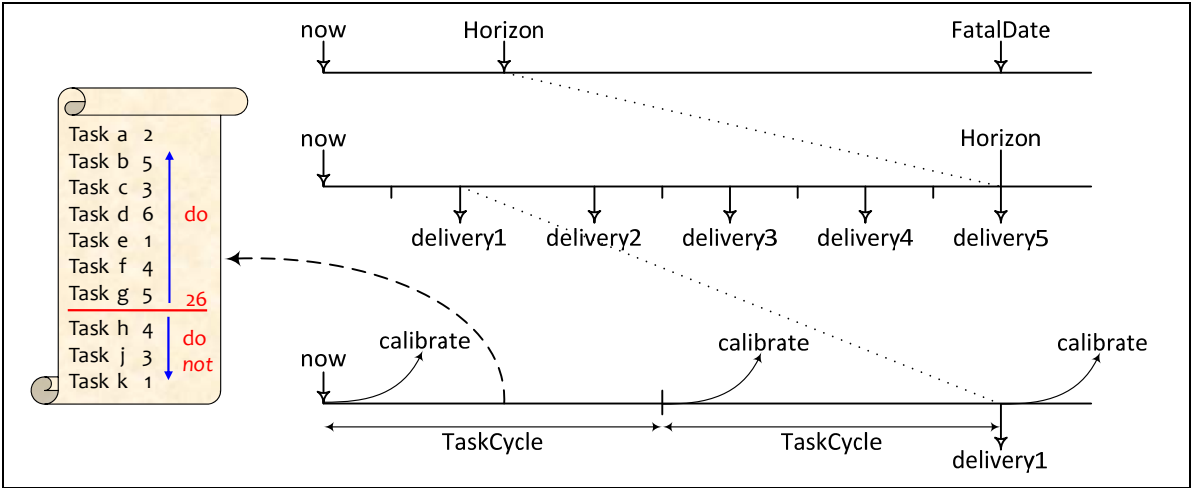 now Horizon FatalDate
now Horizon
delivery1 delivery2 delivery3 delivery4 delivery5
Task a 2
Task b 5
Task c 3
Task d 6 do
Task e 1
Task f 4
Task g 5 26
Task h 4 do
Task j 3 not
Task k 1
now calibrate calibrate calibrate
TaskCycle TaskCycle
delivery1